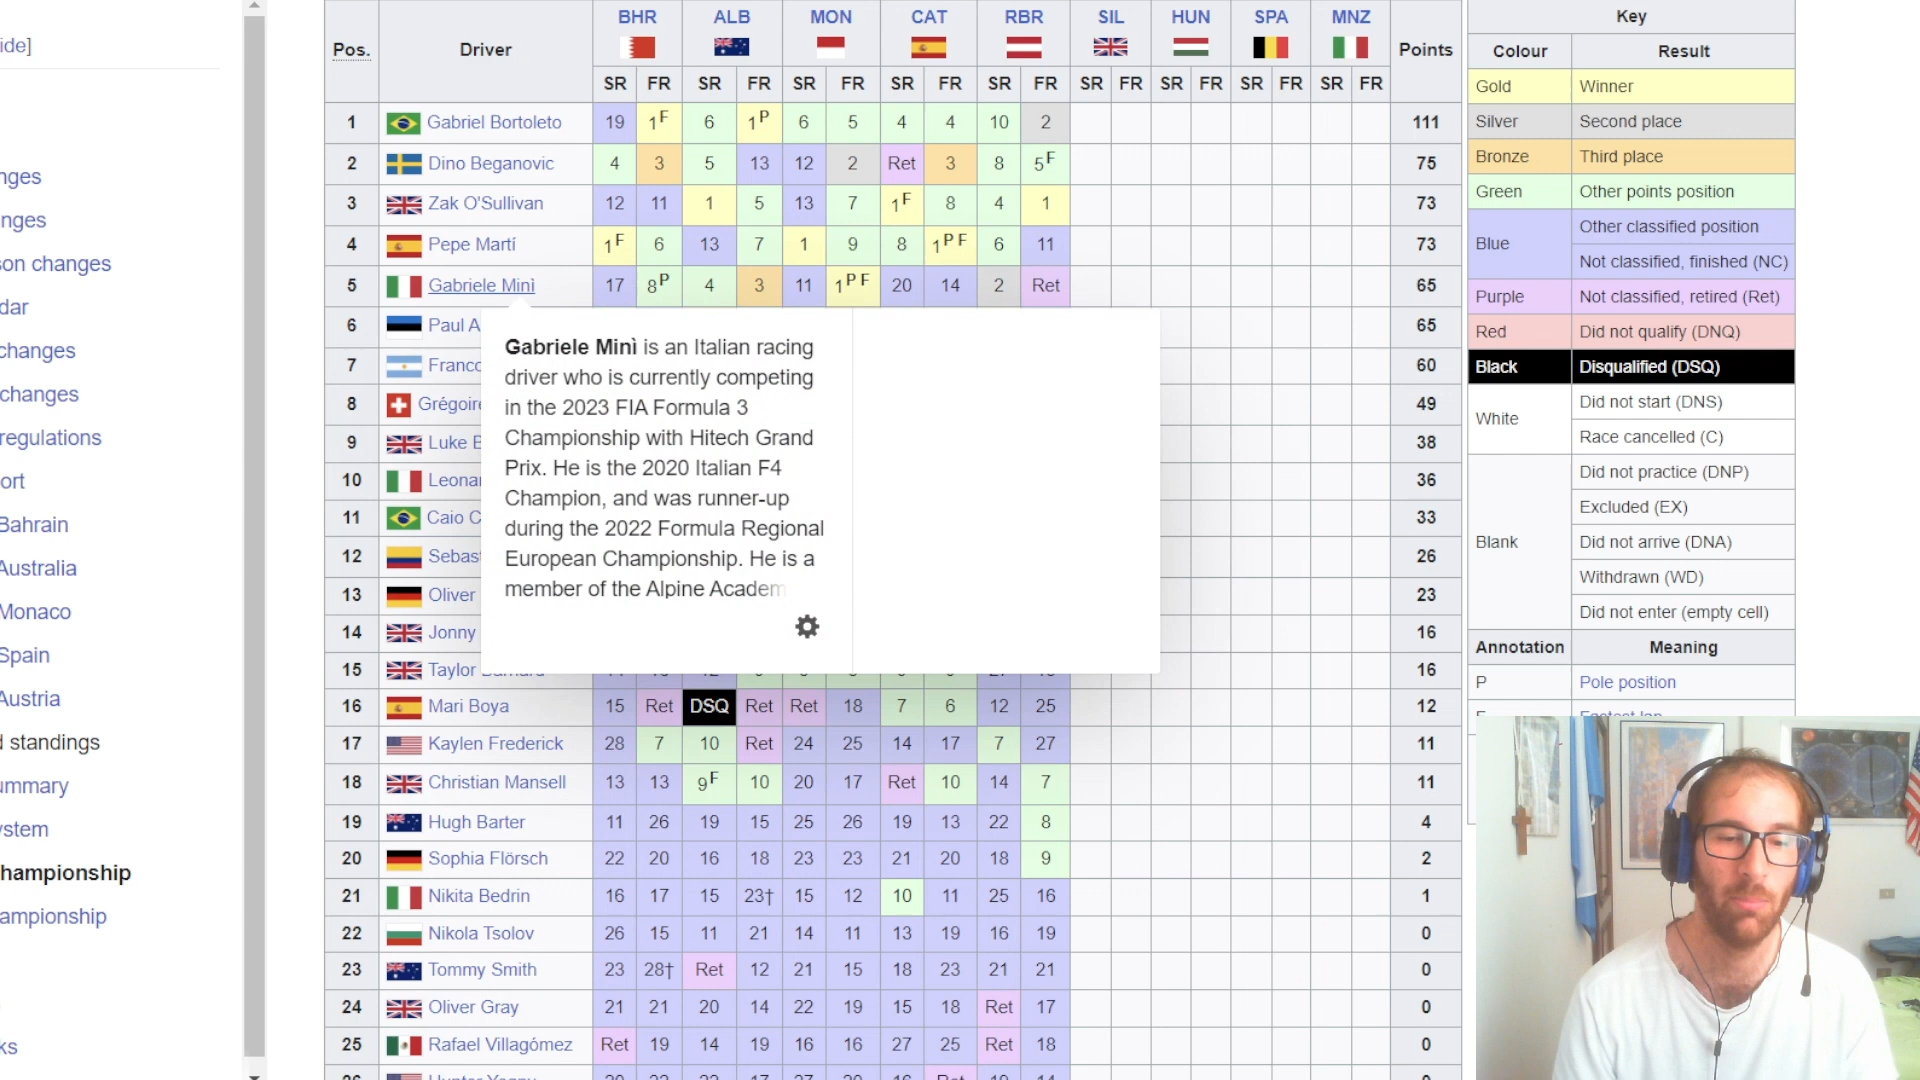 ide]
nges
nges
son changes
dar
changes
changes
regulations
ort
Bahrain
Australia
Monaco
Spain
Austria
d standings
ummary
ystem
hampionship
ampionship
ks
Pos. Driver BHR ALB MON CAT RBR SIL HUN SPA MNZ Points
SR FR SR FR SR FR SR FR SR FR SR FR SR FR SR FR SR FR
1 Gabriel Bortoleto 19 1F 6 1P 6 5 4 4 10 2 111
2 Dino Beganovic 4 3 5 13 12 2 Ret 3 8 5F 75
3 Zak O'Sullivan 12 11 1 5 13 7 1F 8 4 1 73
4 Pepe Martí 1F 6 13 7 1 9 8 1P F 6 11 73
5 Gabriele Minì 17 8P 4 3 11 1P F 20 14 2 Ret 65
6 Paul A 65
7 Franco 60
8 Grégoire 49
9 Luke B 38
10 Leonar 36
11 Caio C 33
12 Sebast 26
13 Oliver 23
14 Jonny 16
15 Taylor 16
16 Mari Boya 15 Ret DSQ Ret Ret 18 7 6 12 25 12
17 Kaylen Frederick 28 7 10 Ret 24 25 14 17 7 27 11
18 Christian Mansell 13 13 9F 10 20 17 Ret 10 14 7 11
19 Hugh Barter 11 26 19 15 25 26 19 13 22 8 4
20 Sophia Flörsch 22 20 16 18 23 23 21 20 18 9 2
21 Nikita Bedrin 16 17 15 23† 15 12 10 11 25 16 1
22 Nikola Tsolov 26 15 11 21 14 11 13 19 16 19 0
23 Tommy Smith 23 28† Ret 12 21 15 18 23 21 21 0
24 Oliver Gray 21 21 20 14 22 19 15 18 Ret 17 0
25 Rafael Villagómez Ret 19 14 19 16 16 27 25 Ret 18 0
Gabriele Minì is an Italian racing
driver who is currently competing
in the 2023 FIA Formula 3
Championship with Hitech Grand
Prix. He is the 2020 Italian F4
Champion, and was runner-up
during the 2022 Formula Regional
European Championship. He is a
member of the Alpine Academ
Key
Colour Result
Gold Winner
Silver Second place
Bronze Third place
Green Other points position
Blue Other classified position
Not classified, finished (NC)
Purple Not classified, retired (Ret)
Red Did not qualify (DNQ)
Black Disqualified (DSQ)
White Did not start (DNS)
Race cancelled (C)
Blank Did not practice (DNP)
Excluded (EX)
Did not arrive (DNA)
Withdrawn (WD)
Did not enter (empty cell)
Annotation Meaning
P Pole position